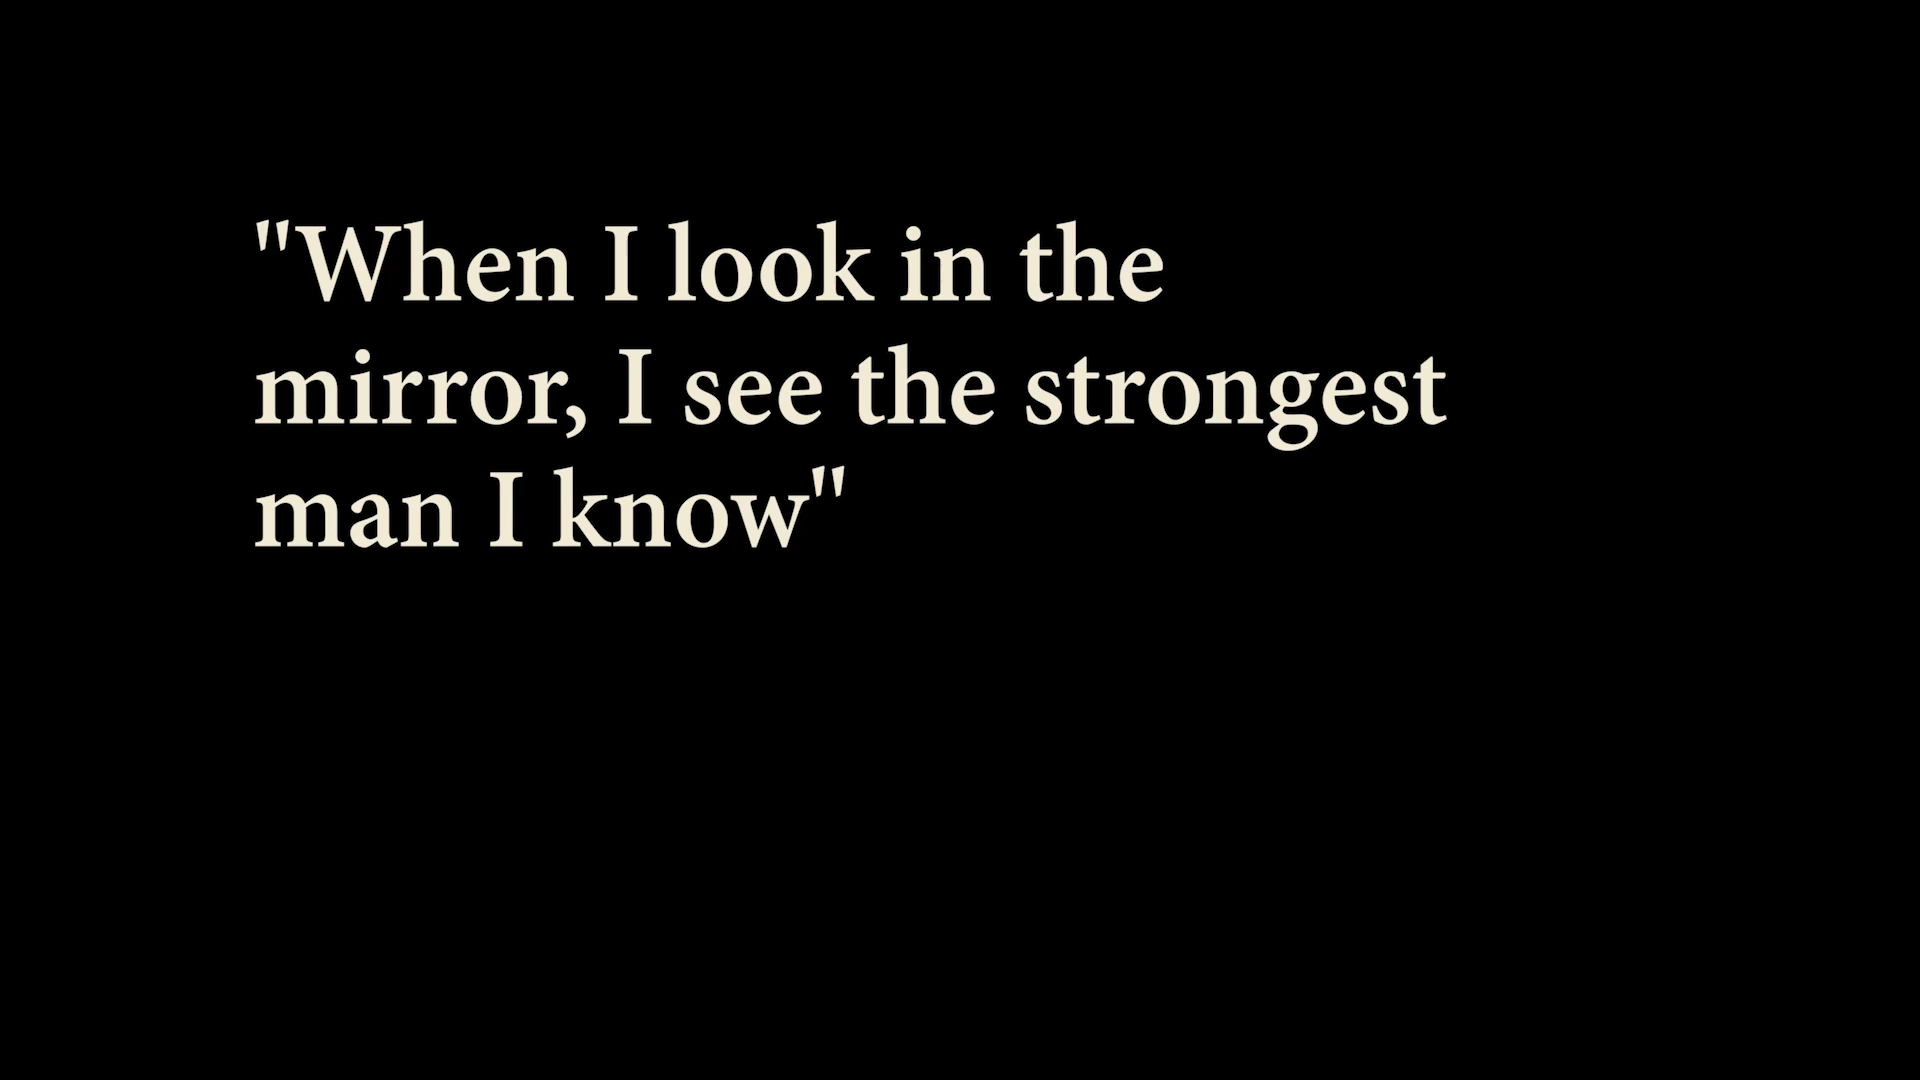 "When I look in the
mirror, I see the strongest
man I know"